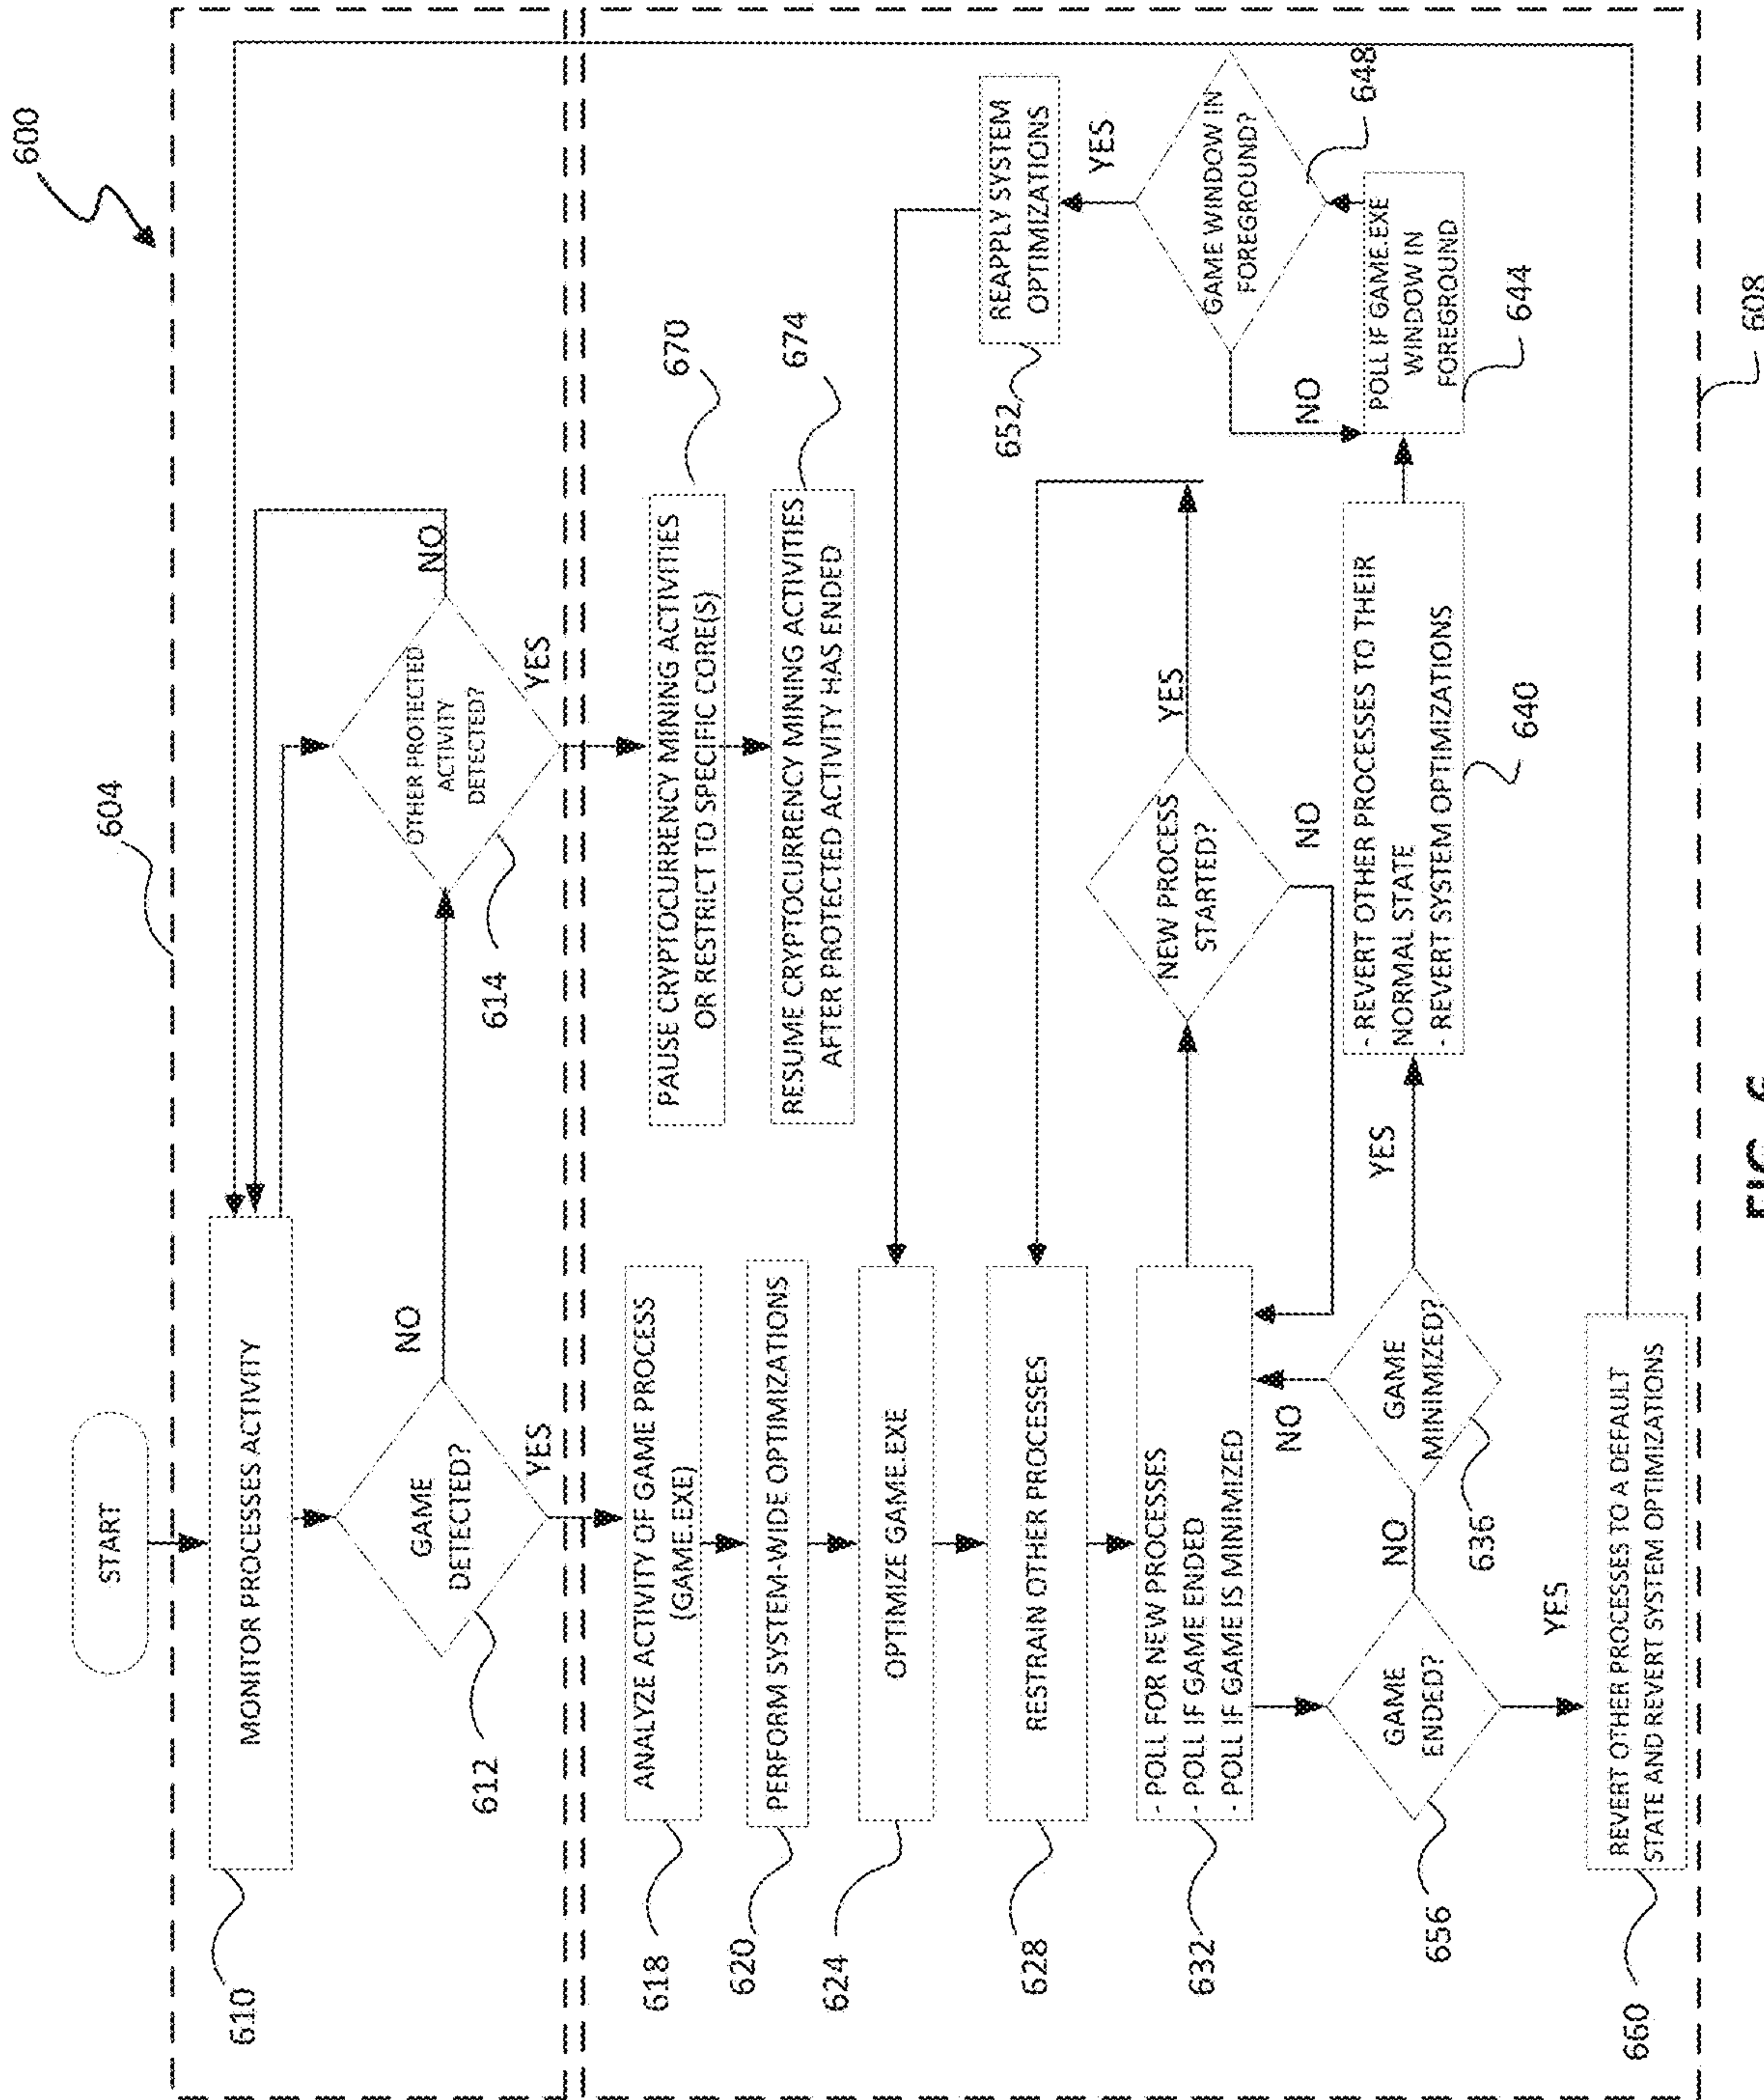 600
604
START
MONITOR PROCESSES ACTIVITY
610
GAME
DETECTED?
612
NO
YES
OTHER PROTECTED
ACTIVITY
DETECTED?
614
NO
YES
ANALYZE ACTIVITY OF GAME PROCESS
(GAME.EXE)
618
PERFORM SYSTEM-WIDE OPTIMIZATIONS
620
OPTIMIZE GAME.EXE
624
RESTRAIN OTHER PROCESSES
628
- POLL FOR NEW PROCESSES
- POLL IF GAME ENDED
- POLL IF GAME IS MINIMIZED
632
GAME
ENDED?
656
NO
YES
GAME
MINIMIZED?
636
NO
YES
REVERT OTHER PROCESSES TO A DEFAULT
STATE AND REVERT SYSTEM OPTIMIZATIONS
660
PAUSE CRYPTOCURRENCY MINING ACTIVITIES
OR RESTRICT TO SPECIFIC CORE(S)
670
RESUME CRYPTOCURRENCY MINING ACTIVITIES
AFTER PROTECTED ACTIVITY HAS ENDED
674
NEW PROCESS
STARTED?
YES
NO
- REVERT OTHER PROCESSES TO THEIR
NORMAL STATE
- REVERT SYSTEM OPTIMIZATIONS
640
REAPPLY SYSTEM
OPTIMIZATIONS
652
YES
GAME WINDOW IN
FOREGROUND?
648
NO
POLL IF GAME.EXE
WINDOW IN
FOREGROUND
644
608
FIG. 6